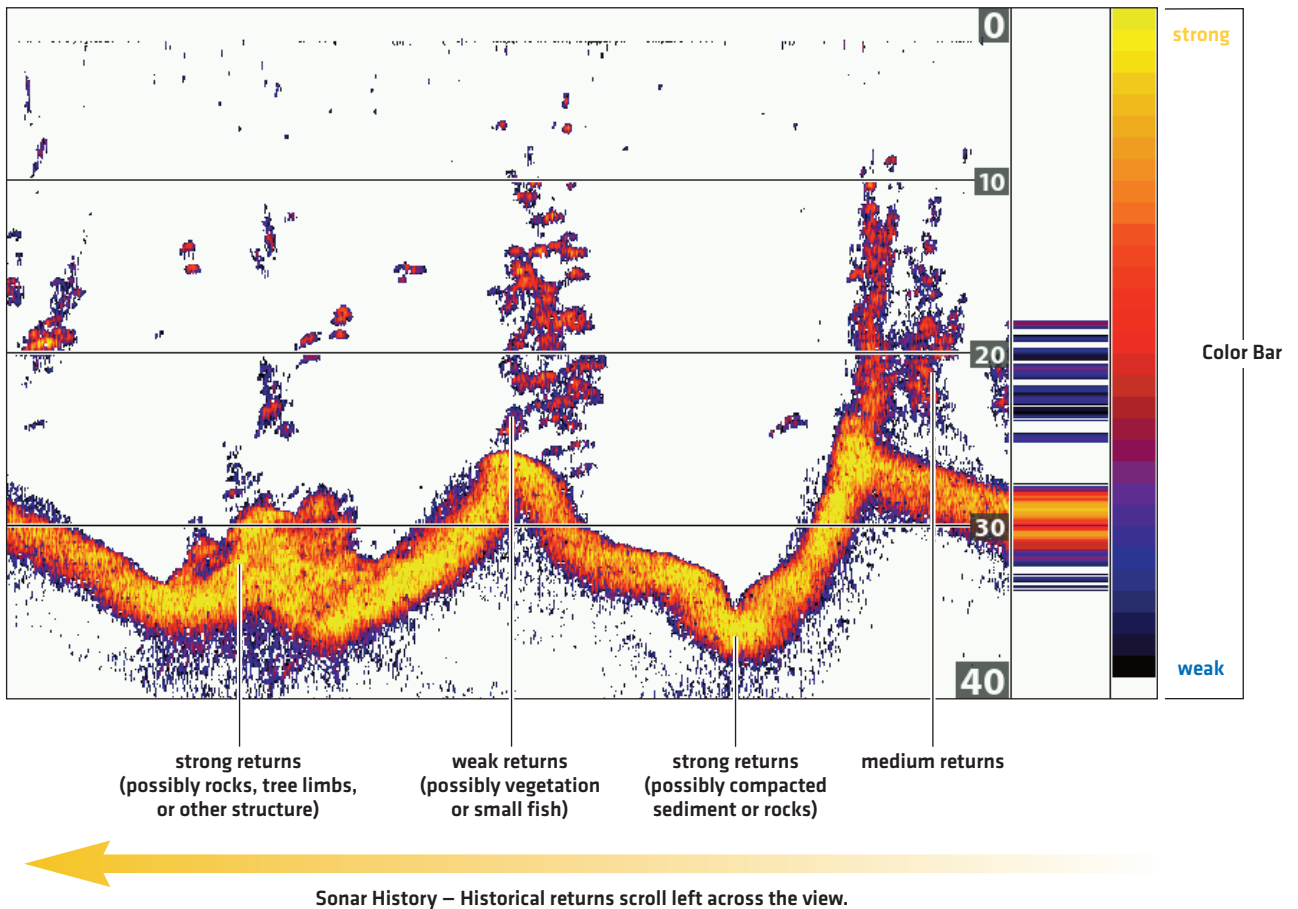 0
strong
10
20
Color Bar
30
weak
40
strong returns
(possibly rocks, tree limbs,
or other structure)
weak returns
(possibly vegetation
or small fish)
strong returns
(possibly compacted
sediment or rocks)
medium returns
Sonar History – Historical returns scroll left across the view.